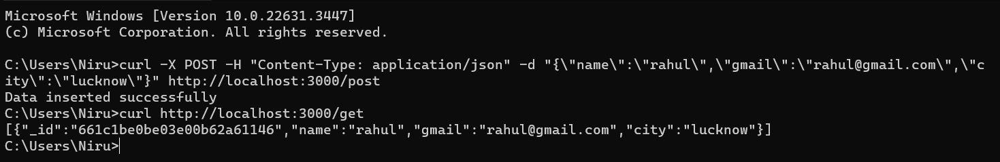 Microsoft Windows [Version 10.0.22631.3447]
(c) Microsoft Corporation. All rights reserved.
C:\Users\Niru>curl -X POST -H "Content-Type: application/json" -d "{\"name\":\"rahul\",\"gmail\":\"rahul@gmail.com\",\"c
ity\":\"lucknow\"}" http://localhost:3000/post
Data inserted successfully
C:\Users\Niru>curl http://localhost:3000/get
[{"_id":"661c1be0be03e00b62a61146","name":"rahul","gmail":"rahul@gmail.com","city":"lucknow"}]
C:\Users\Niru>